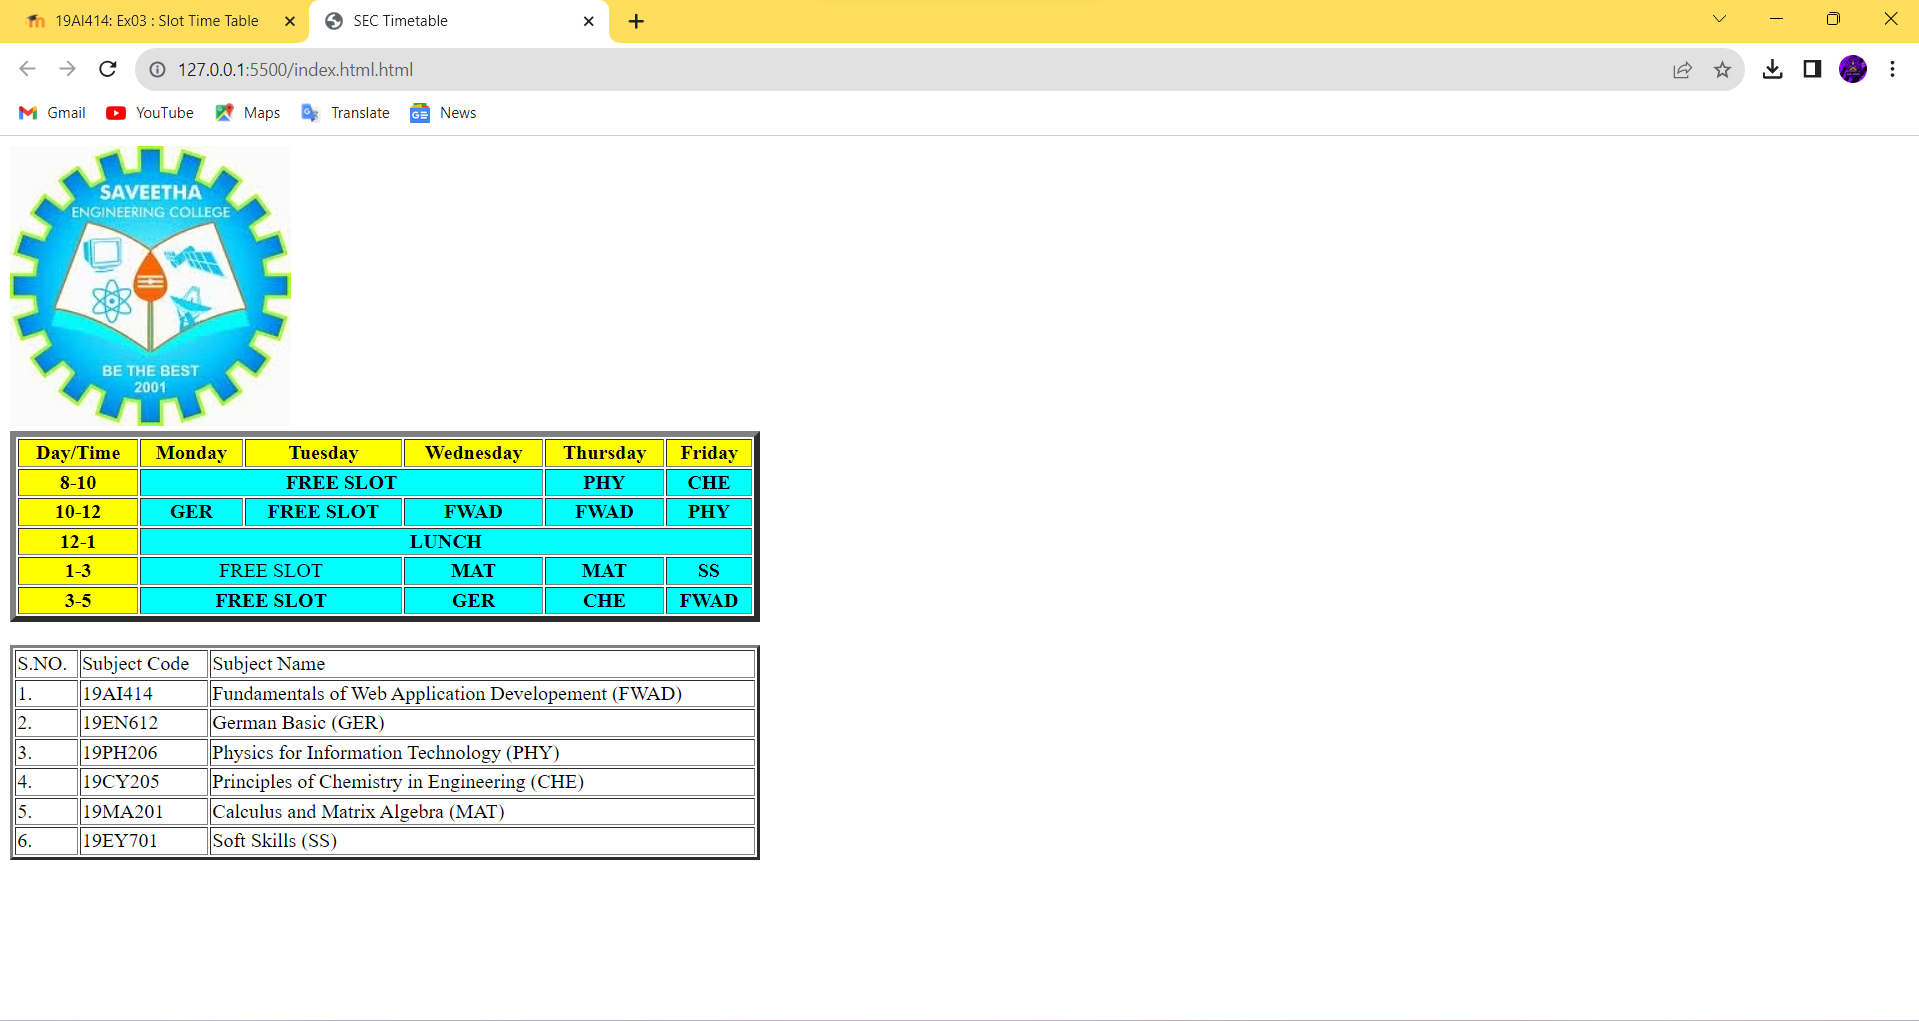 19AI414: Ex03 : Slot Time Table SEC Timetable
127.0.0.1:5500/index.html.html
Gmail YouTube Maps Translate News
SAVEETHA
ENGINEERING COLLEGE
BE THE BEST
2001
Day/Time Monday Tuesday Wednesday Thursday Friday
8-10 FREE SLOT PHY CHE
10-12 GER FREE SLOT FWAD FWAD PHY
12-1 LUNCH
1-3 FREE SLOT MAT MAT SS
3-5 FREE SLOT GER CHE FWAD
S.NO. Subject Code Subject Name
1. 19AI414 Fundamentals of Web Application Developement (FWAD)
2. 19EN612 German Basic (GER)
3. 19PH206 Physics for Information Technology (PHY)
4. 19CY205 Principles of Chemistry in Engineering (CHE)
5. 19MA201 Calculus and Matrix Algebra (MAT)
6. 19EY701 Soft Skills (SS)